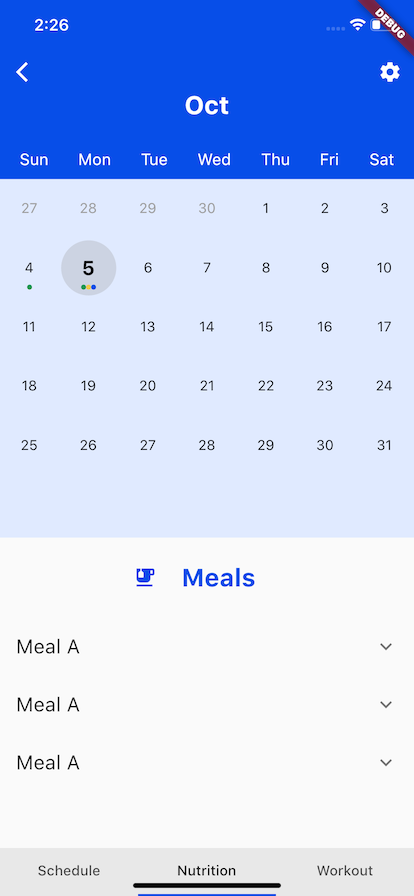 2:26
DEBUG
Oct
Sun Mon Tue Wed Thu Fri Sat
27 28 29 30 1 2 3
4 5 6 7 8 9 10
11 12 13 14 15 16 17
18 19 20 21 22 23 24
25 26 27 28 29 30 31
Meals
Meal A
Meal A
Meal A
Schedule Nutrition Workout